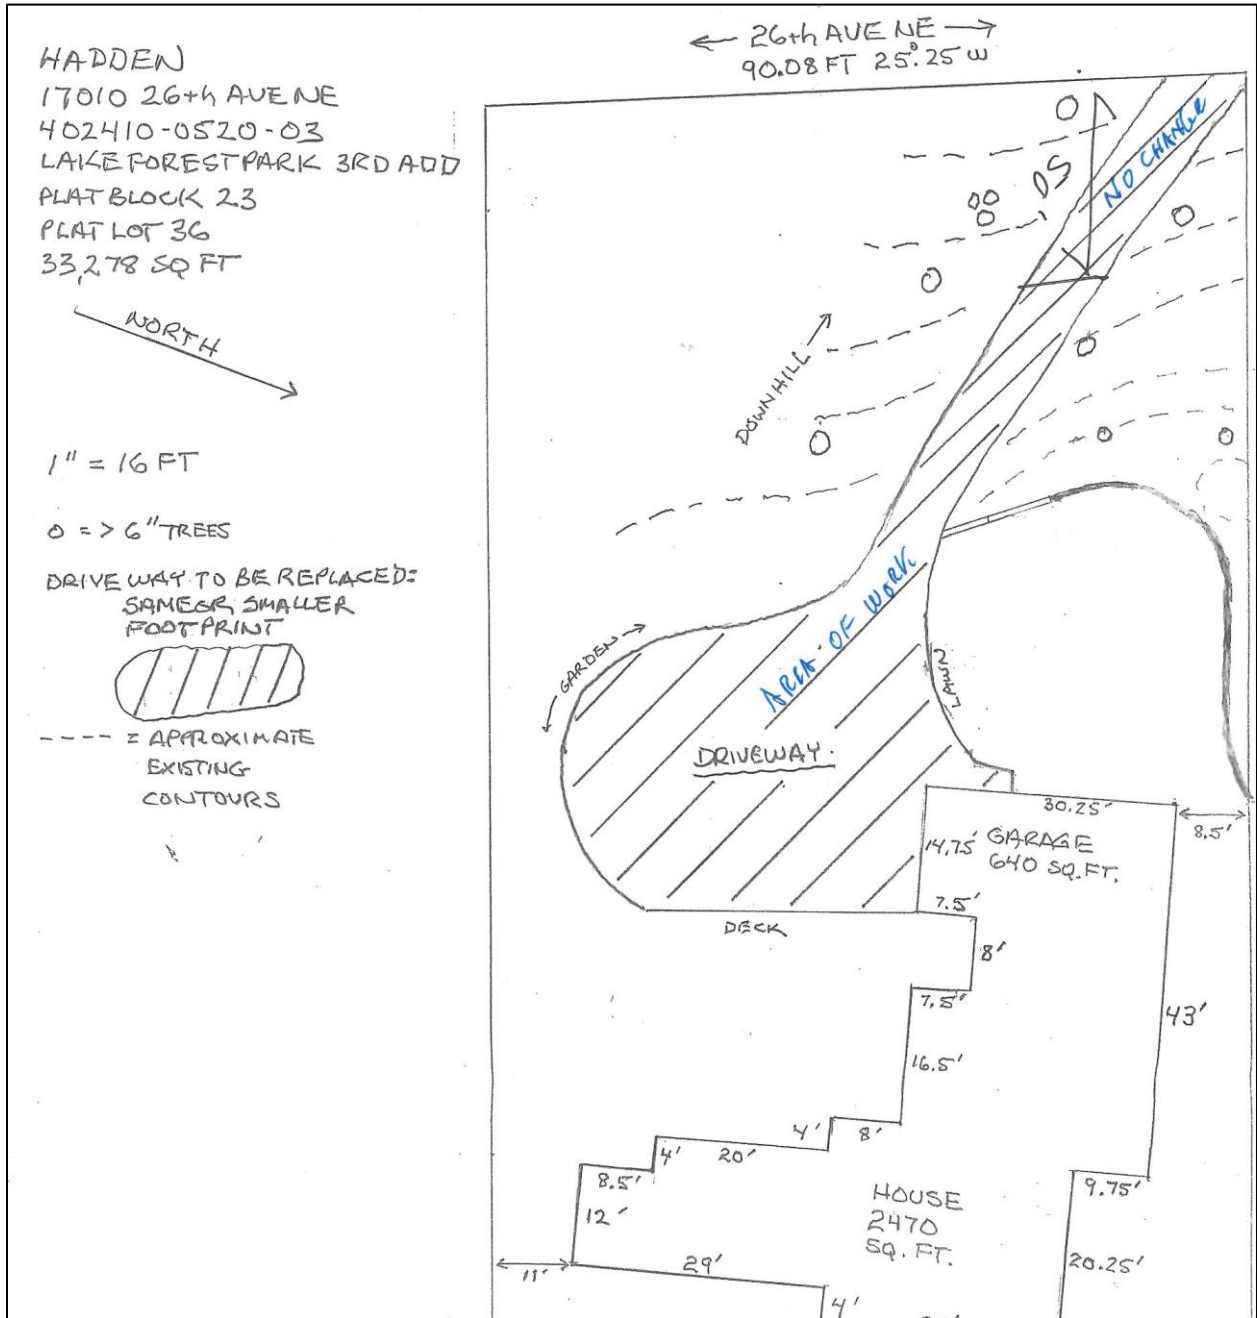 HADDEN
17010 26th AVE NE
402410-0520-03
LAKE FOREST PARK 3RD ADD
PLAT BLOCK 23
PLAT LOT 36
33,278 SQ FT
NORTH
1" = 16 FT
O = > 6" TREES
DRIVEWAY TO BE REPLACED:
SAME OR SMALLER
FOOTPRINT
---- = APPROXIMATE
EXISTING
CONTOURS
← 26th AVE NE →
90.08 FT 25°.25 W
NO CHANGE
DS
DOWNHILL
AREA OF WORK
GARDEN
LAWN
DRIVEWAY
30.25'
8.5'
14.75'
GARAGE
640 SQ.FT.
7.5'
DECK
8'
7.5'
43'
16.5'
4'
8'
4'
20'
8.5'
12'
HOUSE
2470
SQ. FT.
9.75'
20.25'
11'
29'
4'